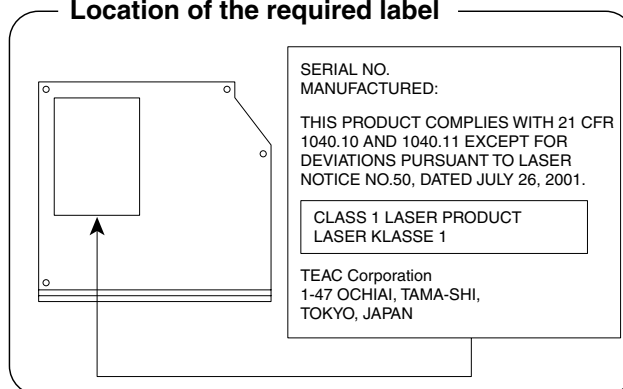 Location of the required label
SERIAL NO.
MANUFACTURED:
THIS PRODUCT COMPLIES WITH 21 CFR
1040.10 AND 1040.11 EXCEPT FOR
DEVIATIONS PURSUANT TO LASER
NOTICE NO.50, DATED JULY 26, 2001.
CLASS 1 LASER PRODUCT
LASER KLASSE 1
TEAC Corporation
1-47 OCHIAI, TAMA-SHI,
TOKYO, JAPAN